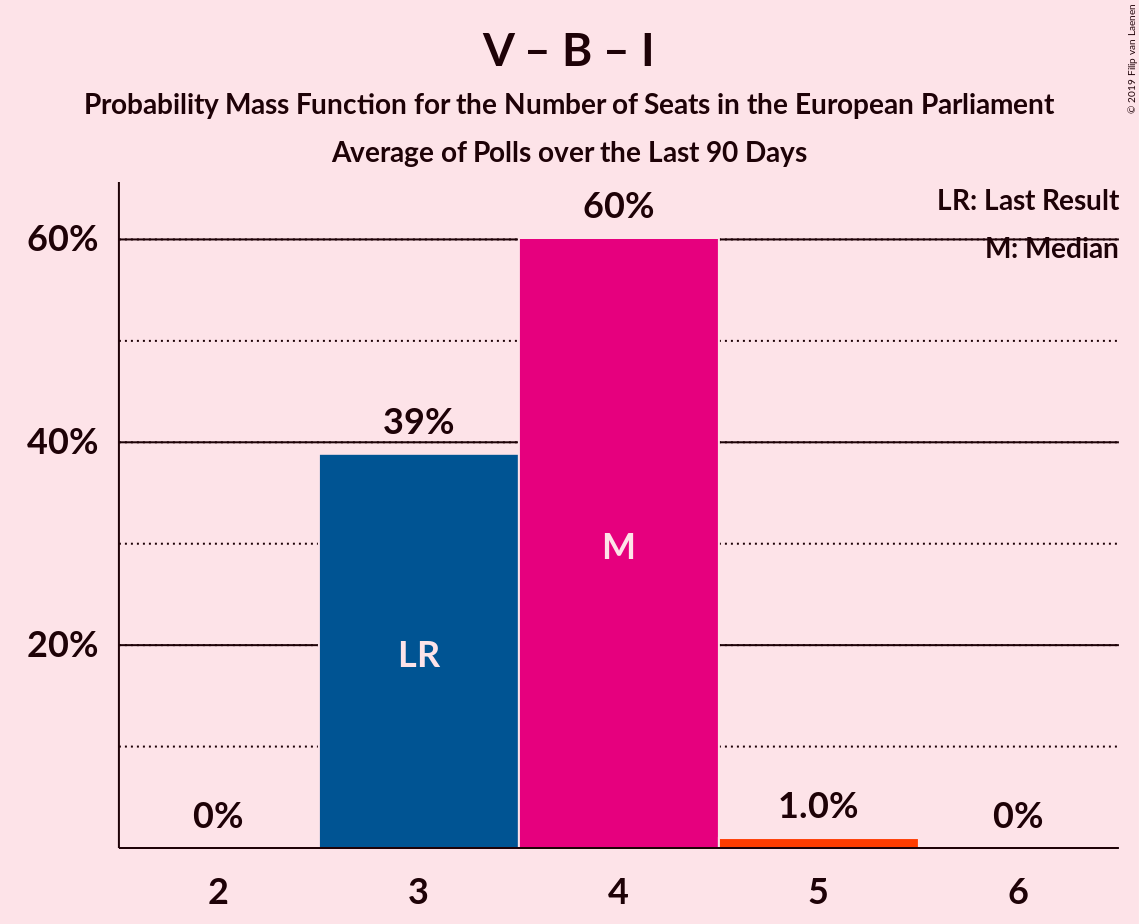 V – B – I
Probability Mass Function for the Number of Seats in the European Parliament
Average of Polls over the Last 90 Days
© 2019 Filip van Laenen
LR: Last Result
M: Median
60%
60%
39%
40%
M
LR
20%
0%
1.0%
0%
2 3 4 5 6